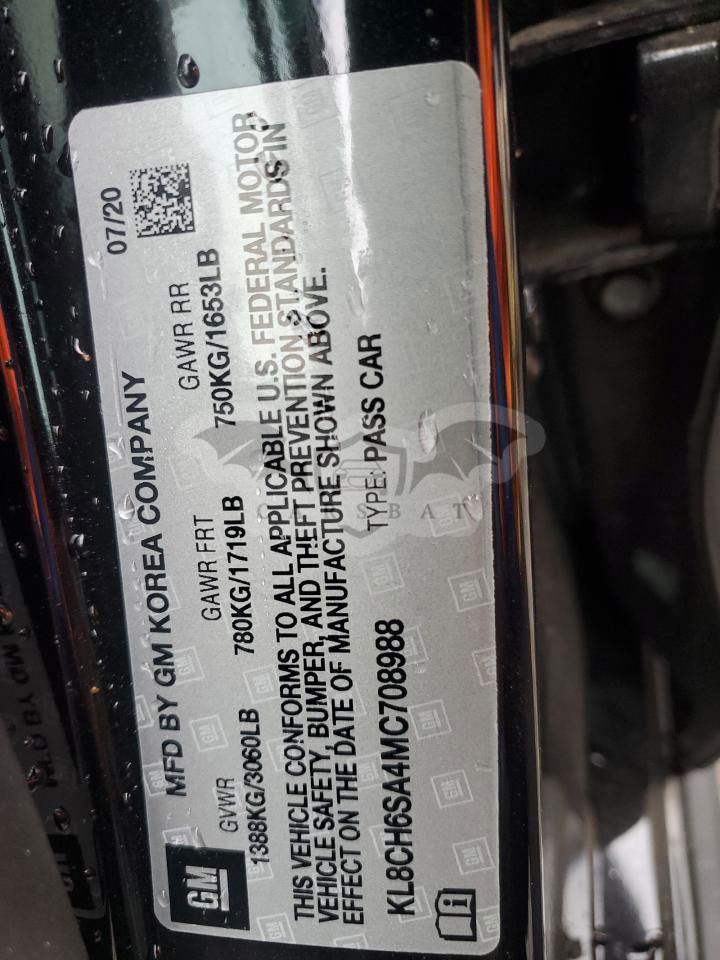 07/20
MFD BY GM KOREA COMPANY
GVWR GAWR FRT GAWR RR
1388KG/3060LB 780KG/1719LB 750KG/1653LB
THIS VEHICLE CONFORMS TO ALL APPLICABLE U.S. FEDERAL MOTOR
VEHICLE SAFETY, BUMPER, AND THEFT PREVENTION STANDARDS IN
EFFECT ON THE DATE OF MANUFACTURE SHOWN ABOVE.
KL8CH6SA4MC708988 TYPE: PASS CAR
GM